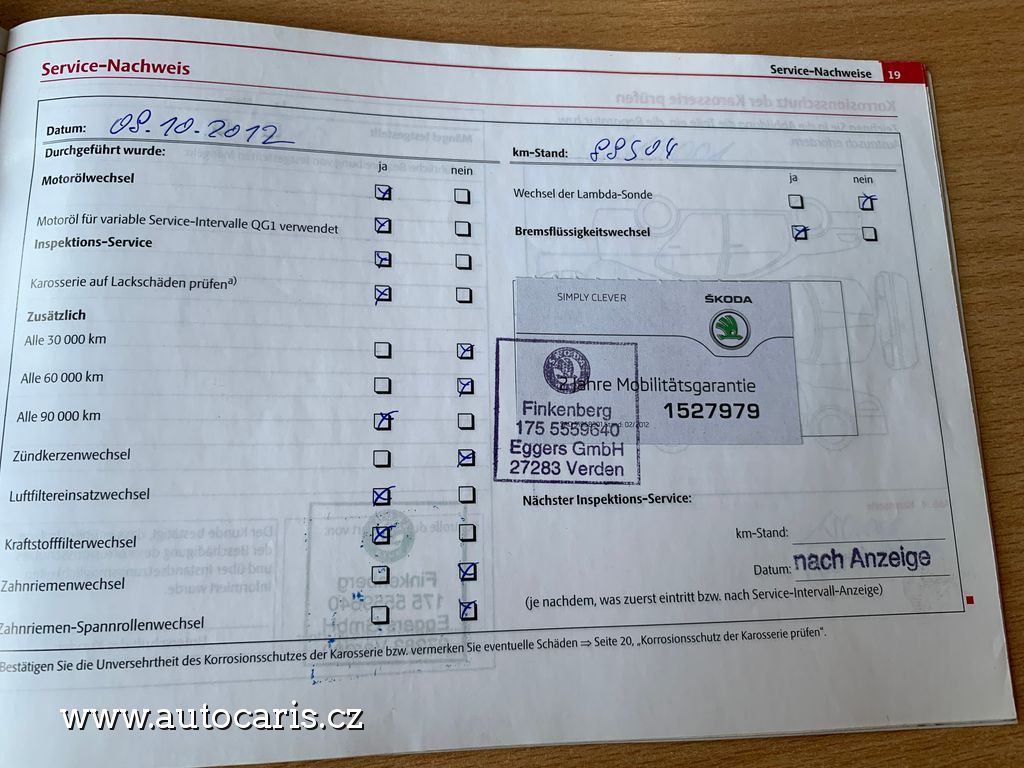 Service-Nachweis
Service-Nachweise 19
Datum: 08.10.2012
km-Stand: 88504
Durchgeführt wurde:
ja nein
ja nein
Motorölwechsel
Wechsel der Lambda-Sonde
Motoröl für variable Service-Intervalle QG1 verwendet
Bremsflüssigkeitswechsel
Inspektions-Service
Karosserie auf Lackschäden prüfen a)
Zusätzlich
Alle 30 000 km
Alle 60 000 km
Alle 90 000 km
Zündkerzenwechsel
Luftfiltereinsatzwechsel
Kraftstofffilterwechsel
Zahnriemenwechsel
Zahnriemen-Spannrollenwechsel
SIMPLY CLEVER
ŠKODA
2 Jahre Mobilitätsgarantie
1527979
02/2012
ŠKODA
Finkenberg
175 5559640
Eggers GmbH
27283 Verden
Nächster Inspektions-Service:
km-Stand:
Datum: nach Anzeige
(je nachdem, was zuerst eintritt bzw. nach Service-Intervall-Anzeige)
Bestätigen Sie die Unversehrtheit des Korrosionsschutzes der Karosserie bzw. vermerken Sie eventuelle Schäden ⇒ Seite 20, „Korrosionsschutz der Karosserie prüfen“.
www.autocaris.cz